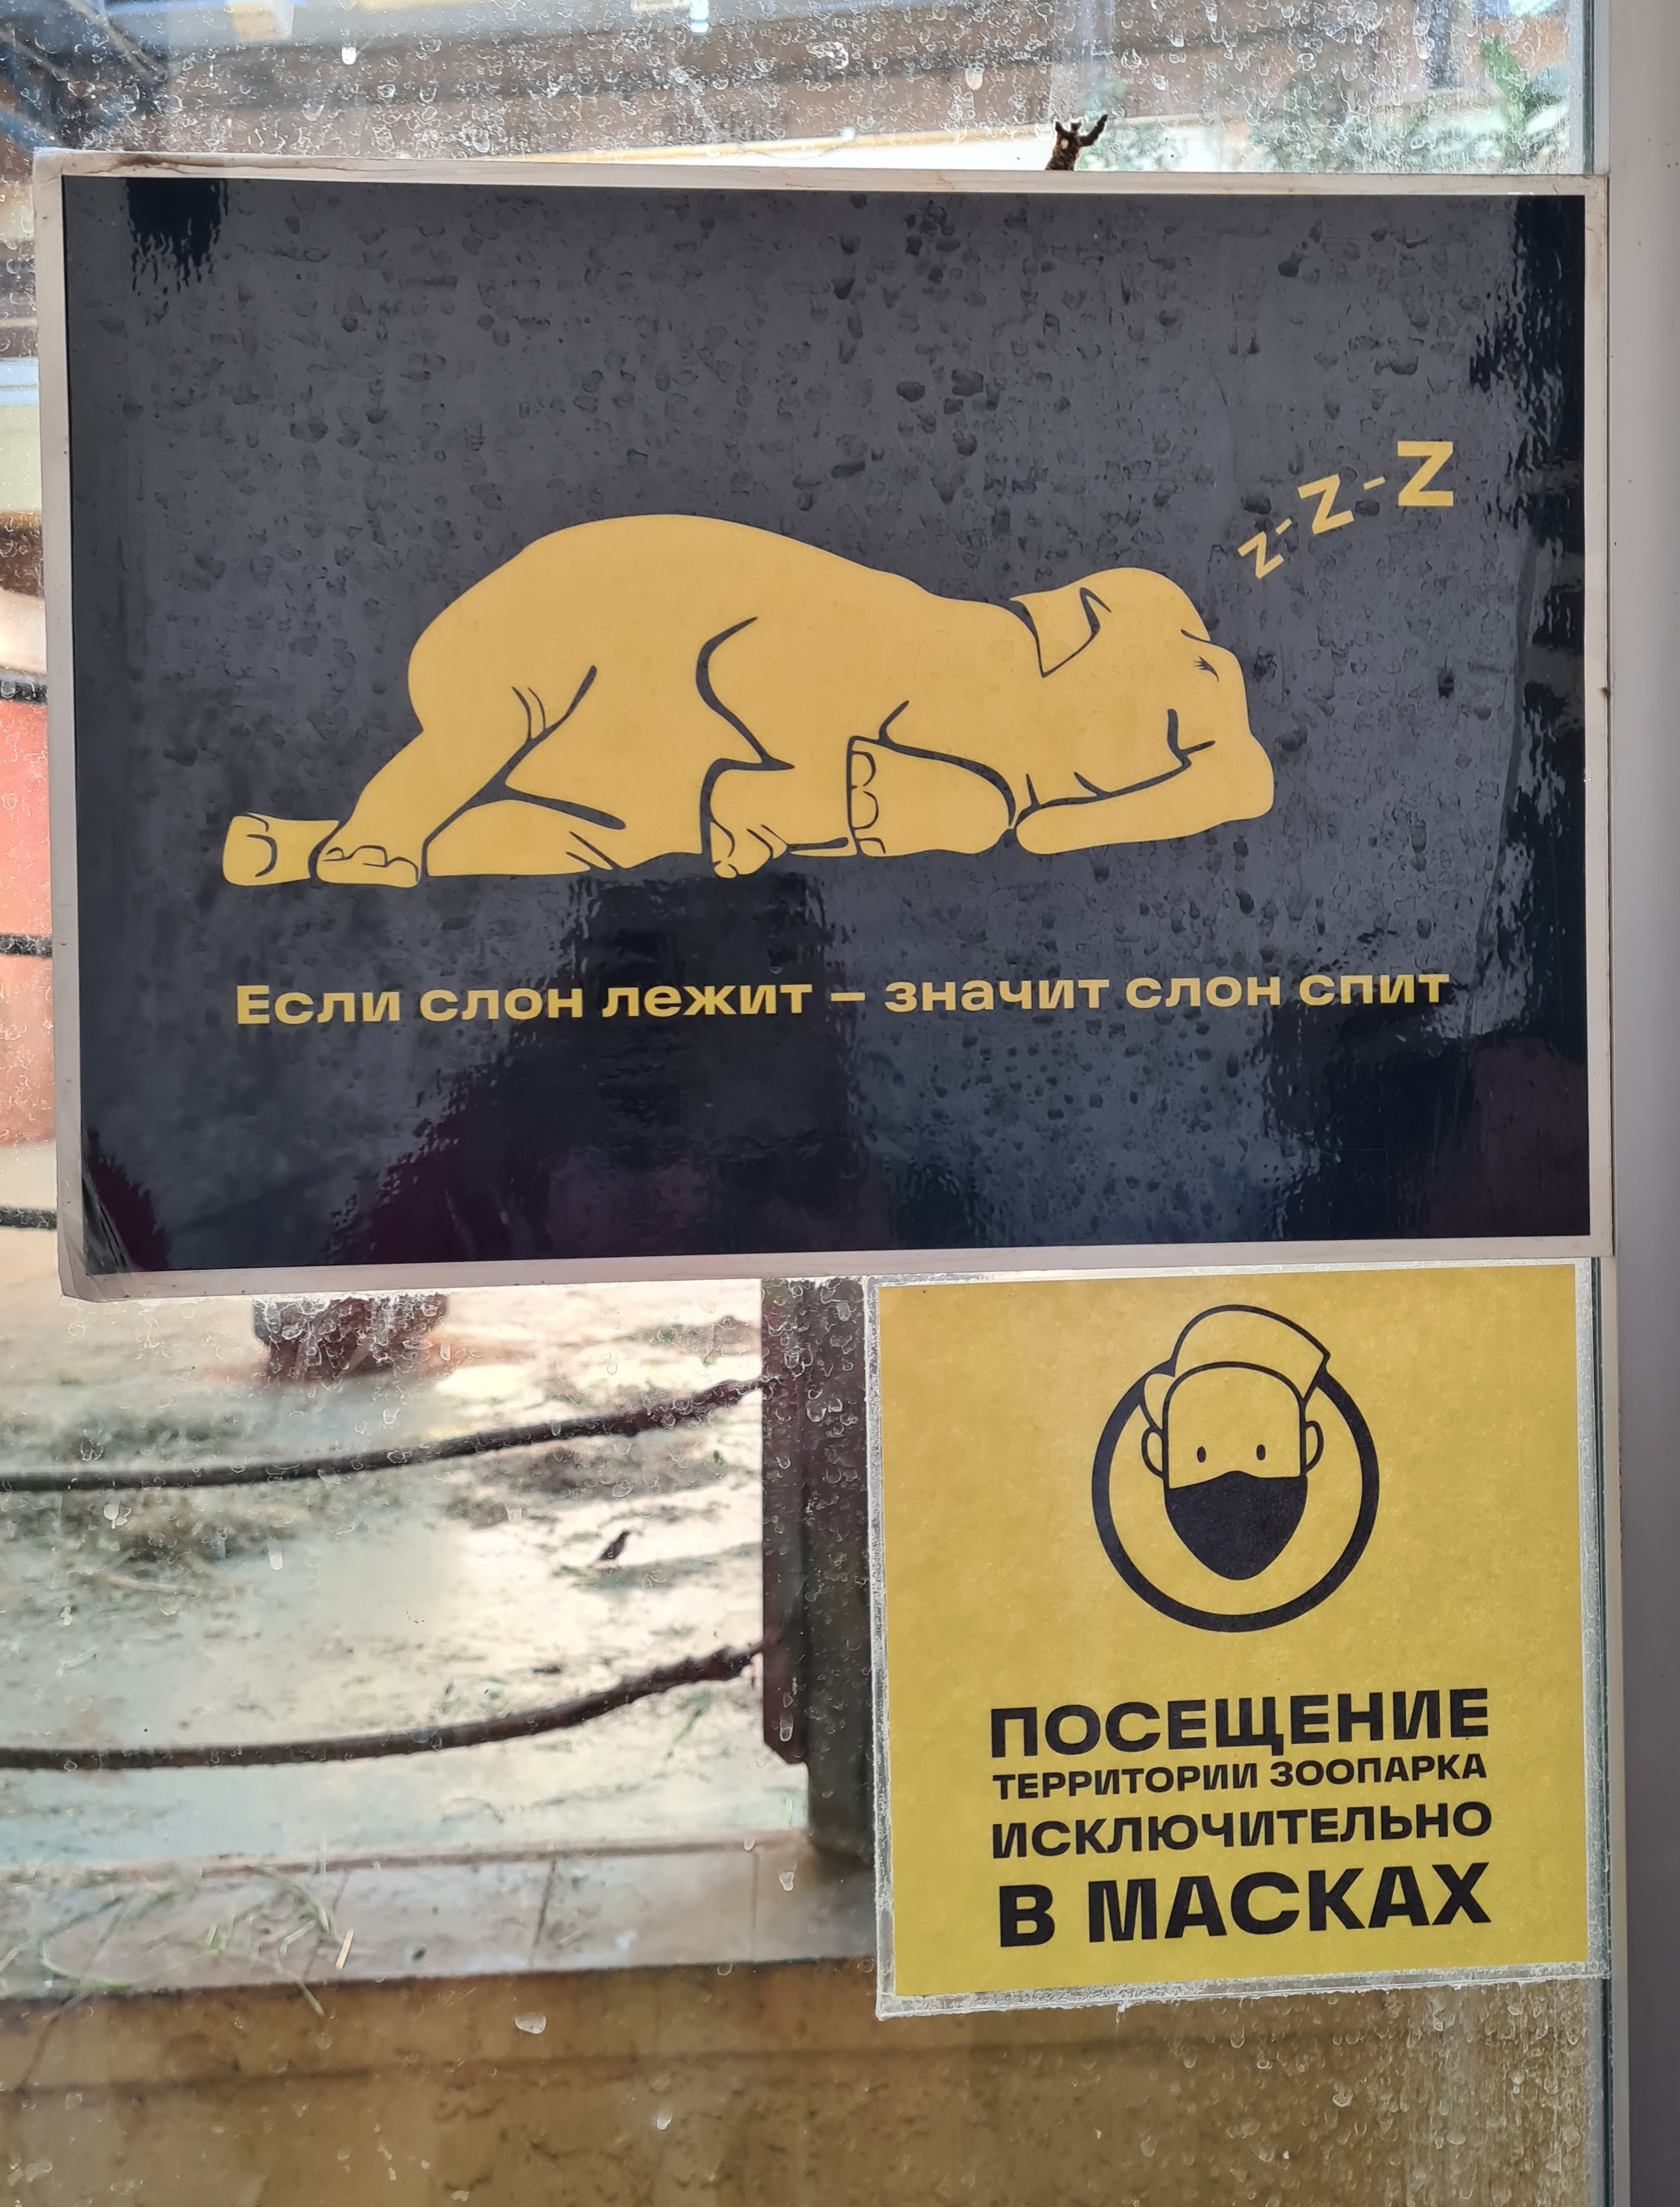 z-z-Z
Если слон лежит – значит слон спит
ПОСЕЩЕНИЕ
ТЕРРИТОРИИ ЗООПАРКА
ИСКЛЮЧИТЕЛЬНО
В МАСКАХ